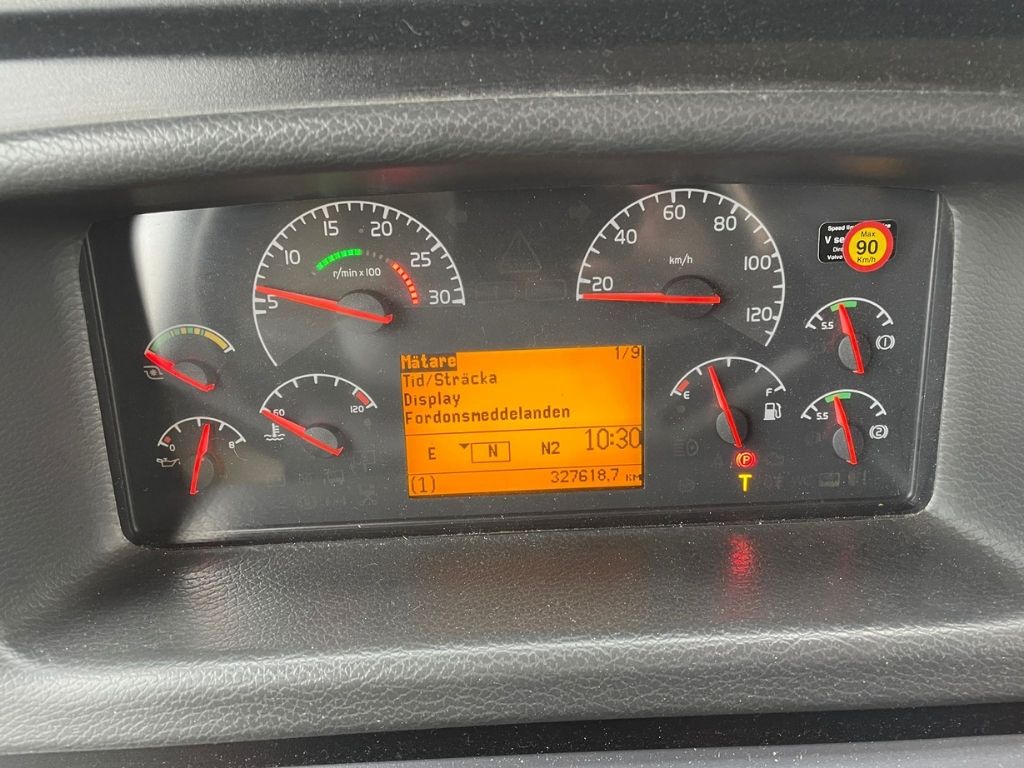 15 20
10 25
r/min x 100
5 30
60
40 80
km/h
20 100
120
Max
90
Km/h
Mätare 1/9
Tid/Sträcka
Display
Fordonsmeddelanden
E N N2 10:30
(1) 327618,7 KM
60 120
0 8
E F
P
T
5.5 1
5.5 2